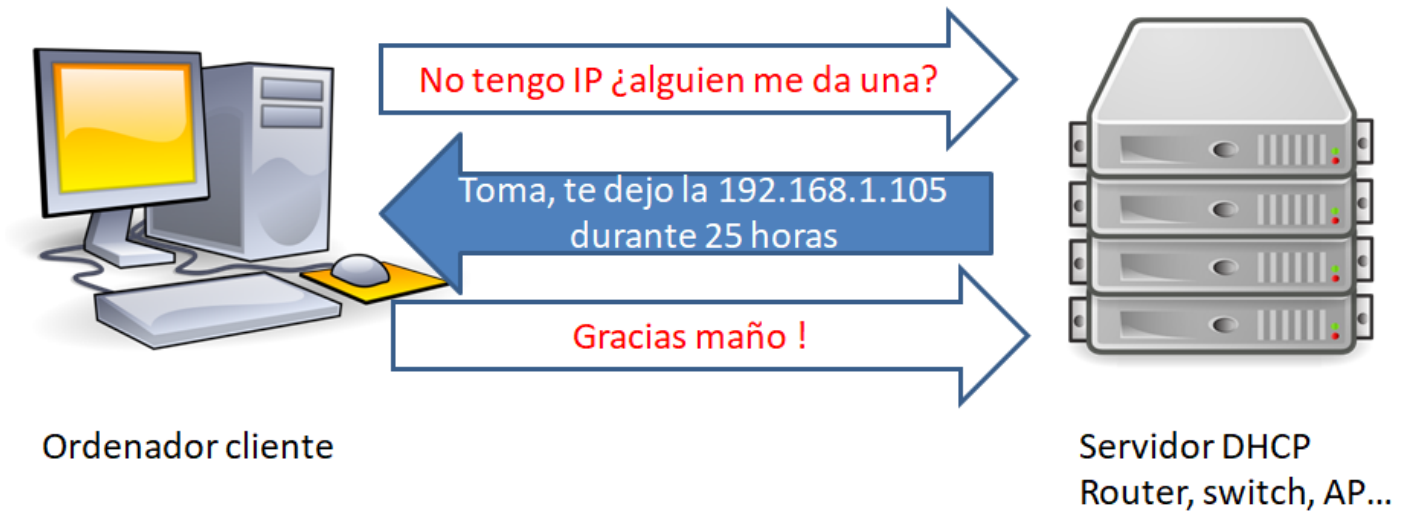 No tengo IP ¿alguien me da una?
Toma, te dejo la 192.168.1.105
durante 25 horas
Gracias maño !
Ordenador cliente
Servidor DHCP
Router, switch, AP...